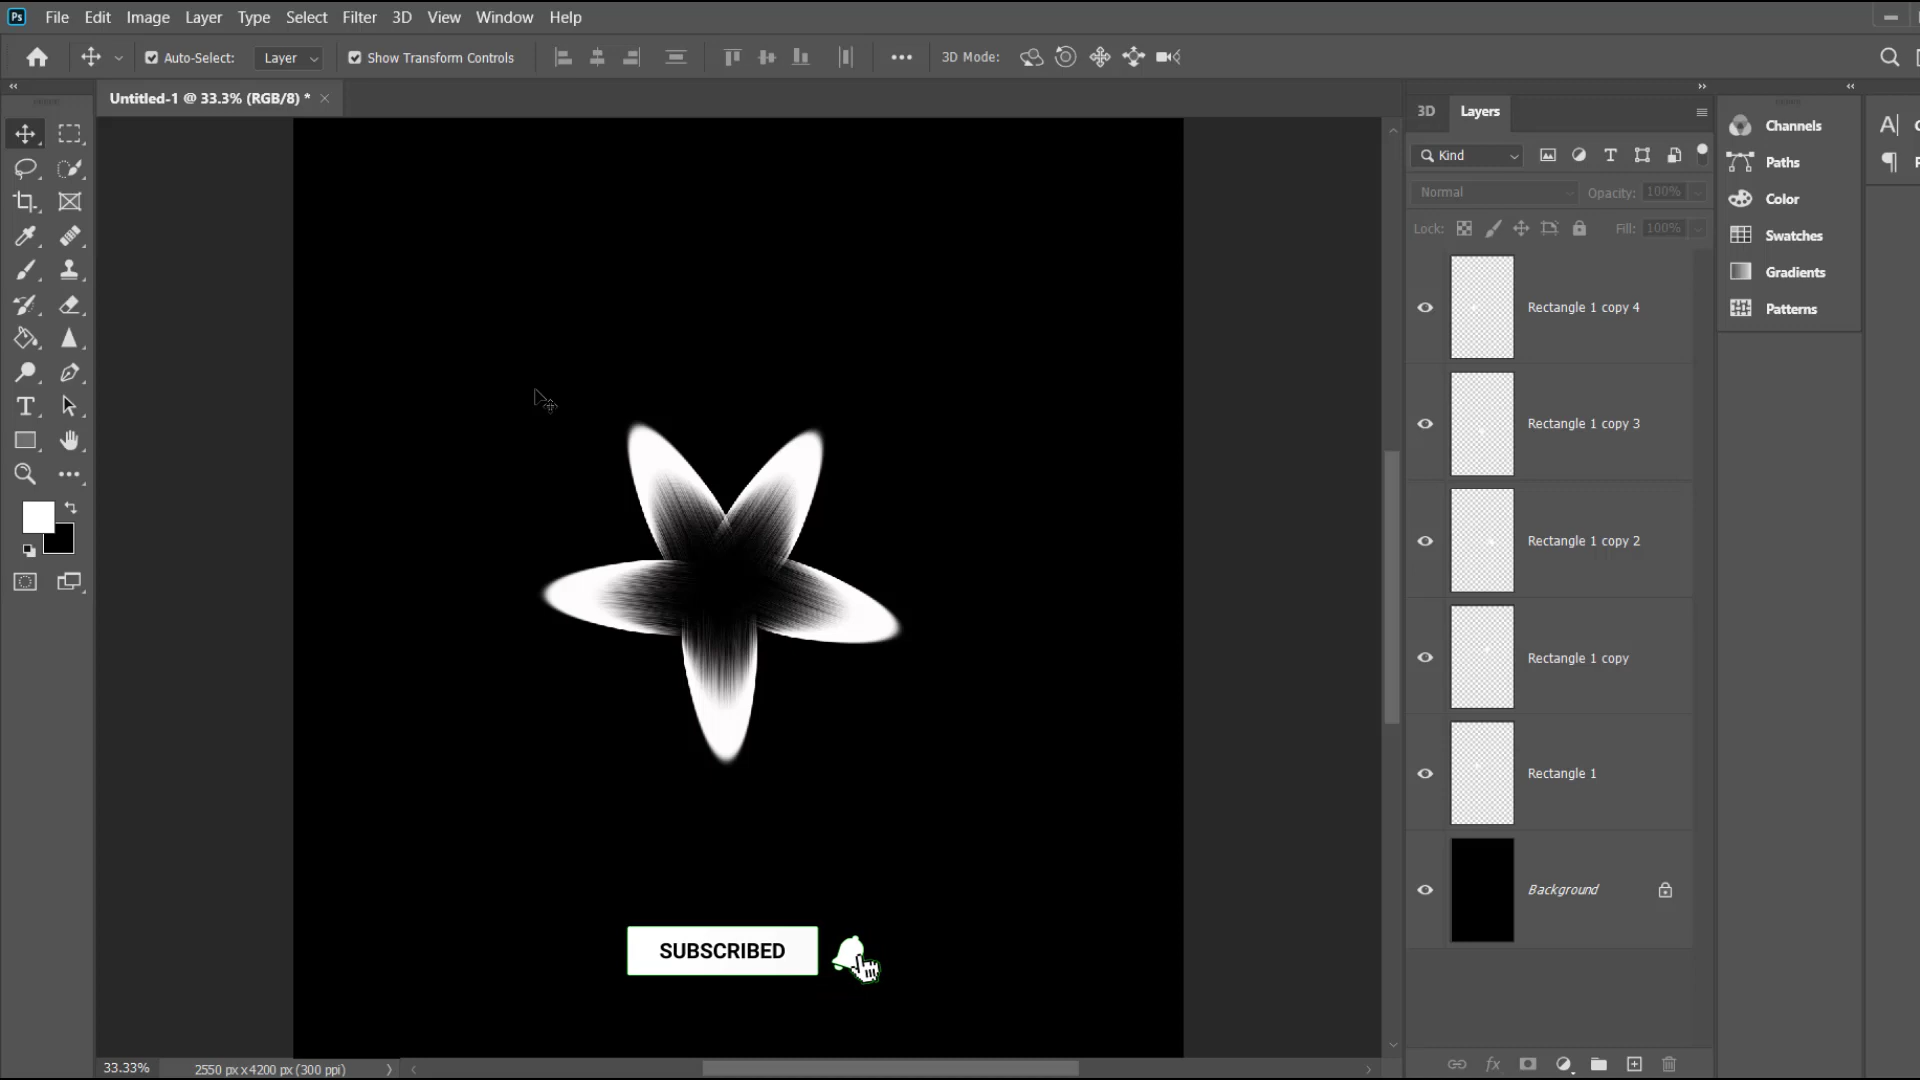 Ps File Edit Image Layer Type Select Filter 3D View Window Help
Auto-Select: Layer Show Transform Controls 3D Mode:
Untitled-1 @ 33.3% (RGB/8) *
3D Layers
Kind
Normal Opacity: 100%
Lock: Fill: 100%
Rectangle 1 copy 4
Rectangle 1 copy 3
Rectangle 1 copy 2
Rectangle 1 copy
Rectangle 1
Background
Channels
Paths
Color
Swatches
Gradients
Patterns
SUBSCRIBED
33.33% 2550 px x 4200 px (300 ppi)